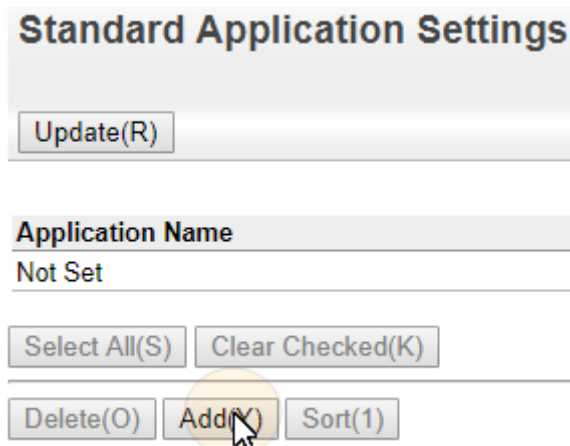 Standard Application Settings
Update(R)
Application Name
Not Set
Select All(S) Clear Checked(K)
Delete(O) Add(Y) Sort(1)